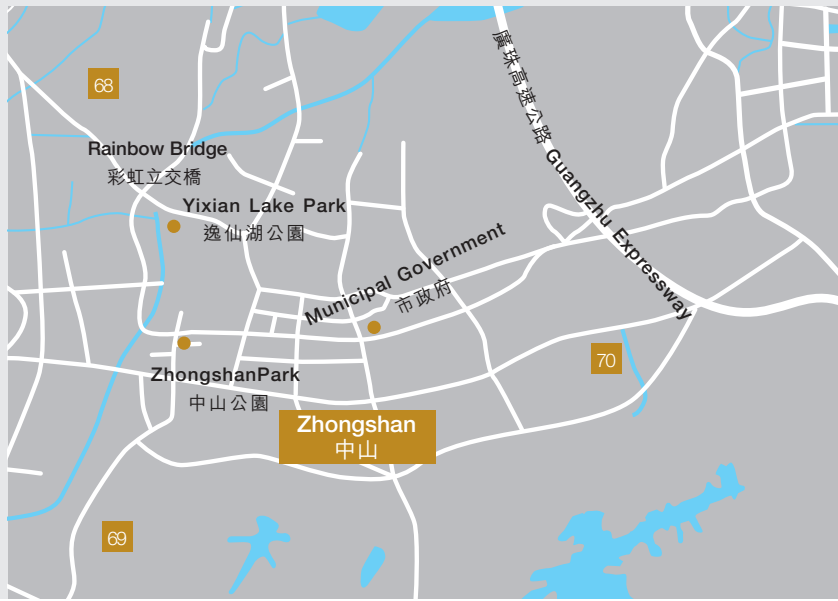 68
廣珠高速公路 Guangzhu Expressway
Rainbow Bridge
彩虹立交橋
Yixian Lake Park
逸仙湖公園
Municipal Government
市政府
ZhongshanPark
中山公園
70
Zhongshan
中山
69